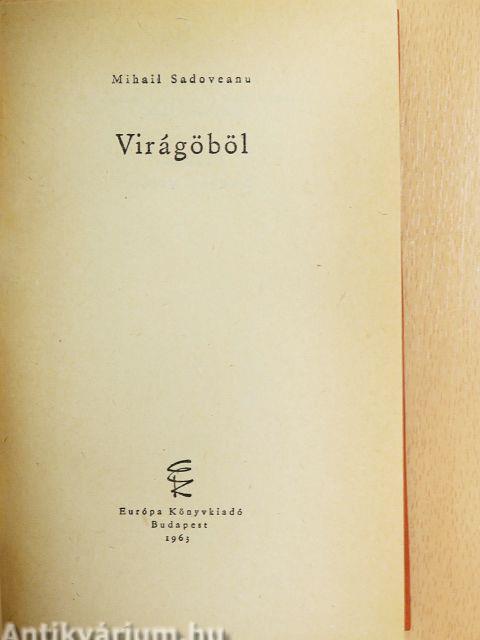 Mihail Sadoveanu
Virágöböl
Európa Könyvkiadó
Budapest
1963
Antikvárium.hu